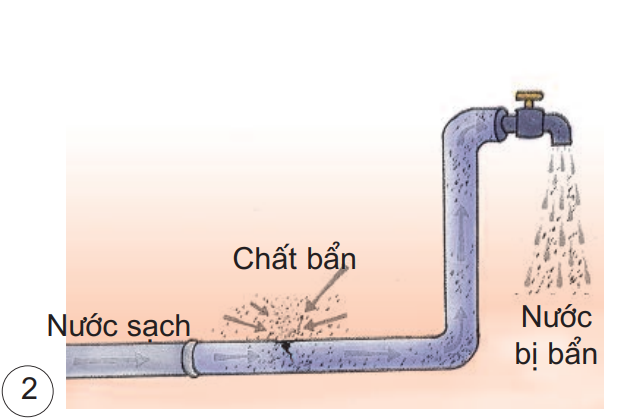 Chất bẩn
Nước sạch
Nước
bị bẩn
2